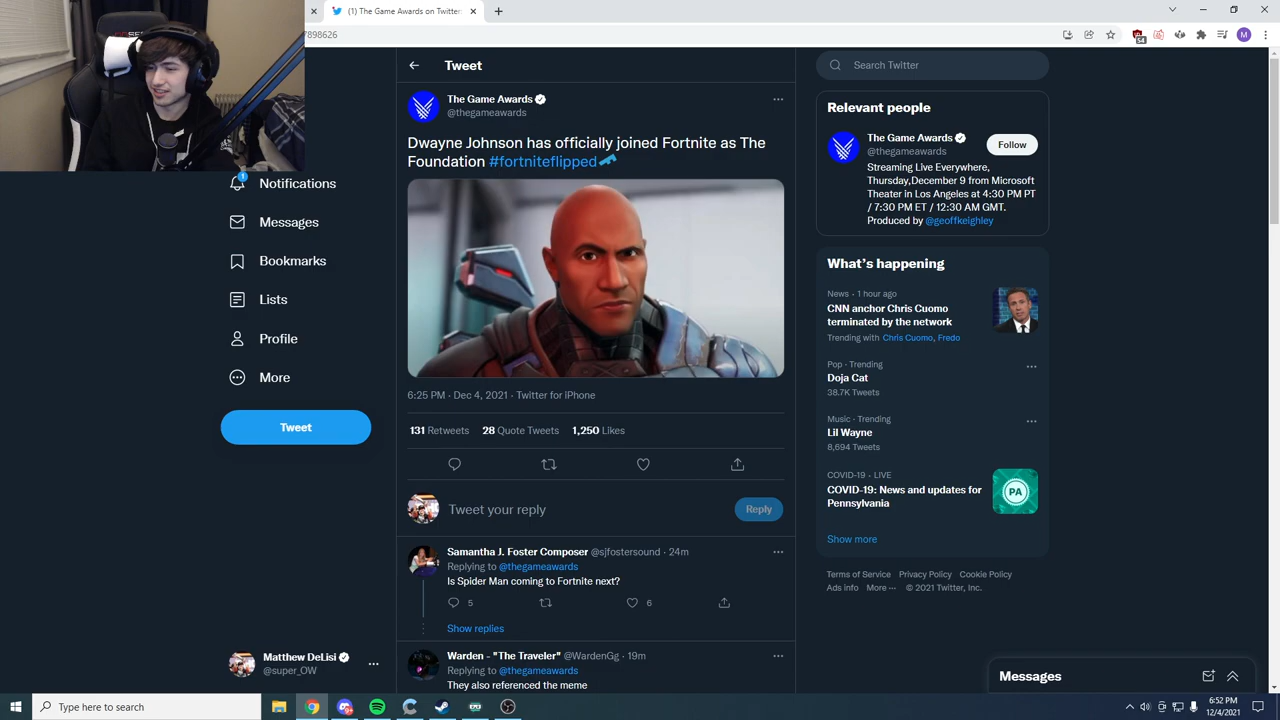 (1) The Game Awards on Twitter
7898626
54
M
Tweet
Search Twitter
1
Notifications
Messages
Bookmarks
Lists
Profile
More
Tweet
The Game Awards
@thegameawards
Dwayne Johnson has officially joined Fortnite as The
Foundation #fortniteflipped
6:25 PM · Dec 4, 2021 · Twitter for iPhone
131 Retweets 28 Quote Tweets 1,250 Likes
Tweet your reply
Reply
Samantha J. Foster Composer @sjfostersound · 24m
Replying to @thegameawards
Is Spider Man coming to Fortnite next?
5 6
Show replies
Warden - "The Traveler" @WardenGg · 19m
Replying to @thegameawards
They also referenced the meme
Relevant people
The Game Awards
@thegameawards
Follow
Streaming Live Everywhere,
Thursday,December 9 from Microsoft
Theater in Los Angeles at 4:30 PM PT
/ 7:30 PM ET / 12:30 AM GMT.
Produced by @geoffkeighley
What's happening
News · 1 hour ago
CNN anchor Chris Cuomo
terminated by the network
Trending with Chris Cuomo, Fredo
Pop · Trending
Doja Cat
38.7K Tweets
Music · Trending
Lil Wayne
8,694 Tweets
COVID-19 · LIVE
COVID-19: News and updates for
Pennsylvania
PA
Show more
Terms of Service Privacy Policy Cookie Policy
Ads info More ··· © 2021 Twitter, Inc.
Matthew DeLisi
@super_OW
Messages
Type here to search
6:52 PM
12/4/2021